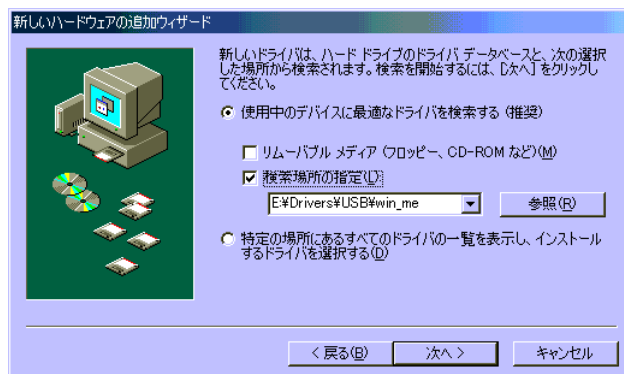 新しいハードウェアの追加ウィザード
新しいドライバは、ハード ドライブのドライバ データベースと、次の選択
した場所から検索されます。検索を開始するには、[次へ] をクリックし
てください。
使用中のデバイスに最適なドライバを検索する (推奨)
リムーバブル メディア (フロッピー、CD-ROM など)(M)
検索場所の指定(L):
E:¥Drivers¥USB¥win_me
参照(R)
特定の場所にあるすべてのドライバの一覧を表示し、インストール
するドライバを選択する(D)
< 戻る(B)
次へ >
キャンセル